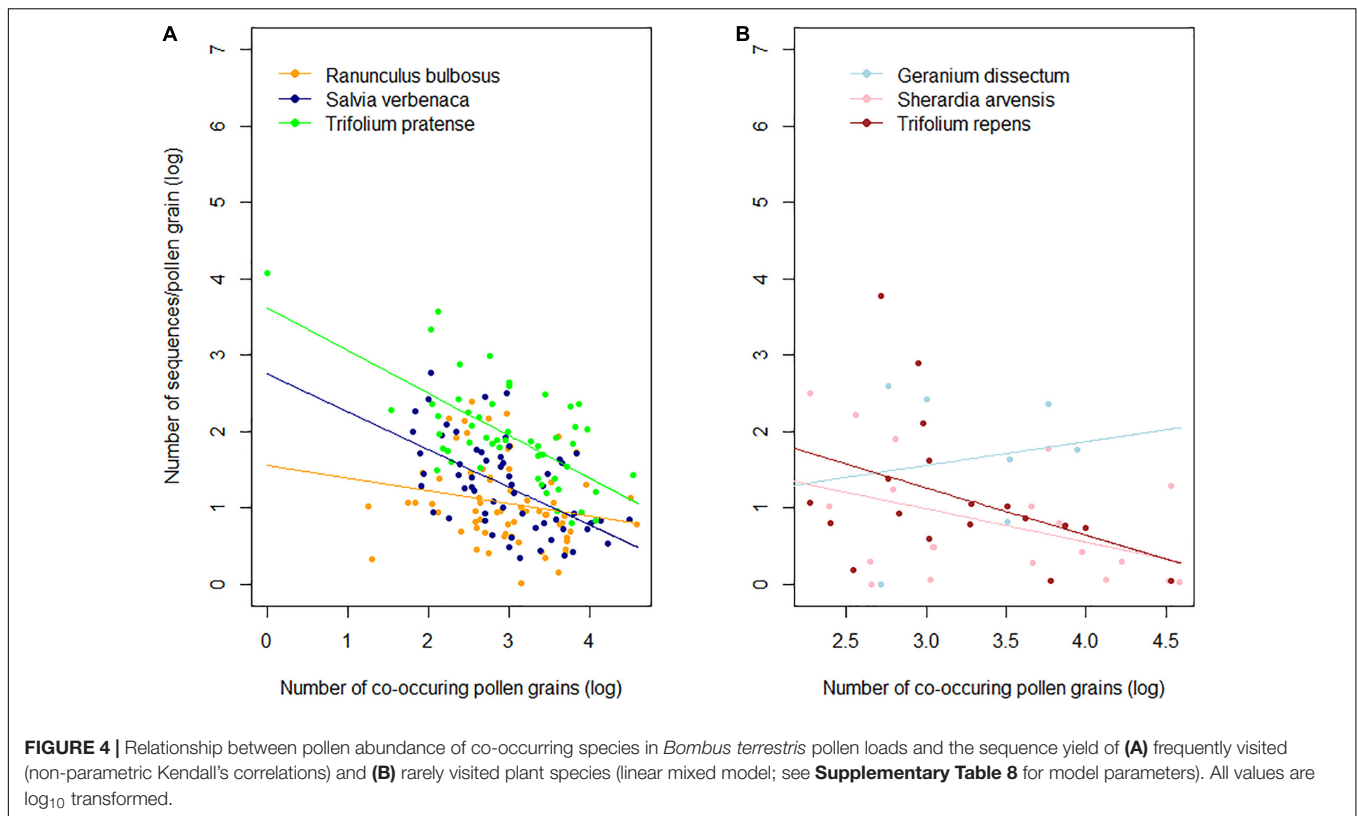 A
B
Ranunculus bulbosus
Salvia verbenaca
Trifolium pratense
Geranium dissectum
Sherardia arvensis
Trifolium repens
Number of sequences/pollen grain (log)
7
6
5
4
3
2
1
0
0 1 2 3 4
Number of co-occuring pollen grains (log)
7
6
5
4
3
2
1
0
2.5 3.0 3.5 4.0 4.5
Number of co-occuring pollen grains (log)
FIGURE 4 | Relationship between pollen abundance of co-occurring species in Bombus terrestris pollen loads and the sequence yield of (A) frequently visited
(non-parametric Kendall's correlations) and (B) rarely visited plant species (linear mixed model; see Supplementary Table 8 for model parameters). All values are
log10 transformed.